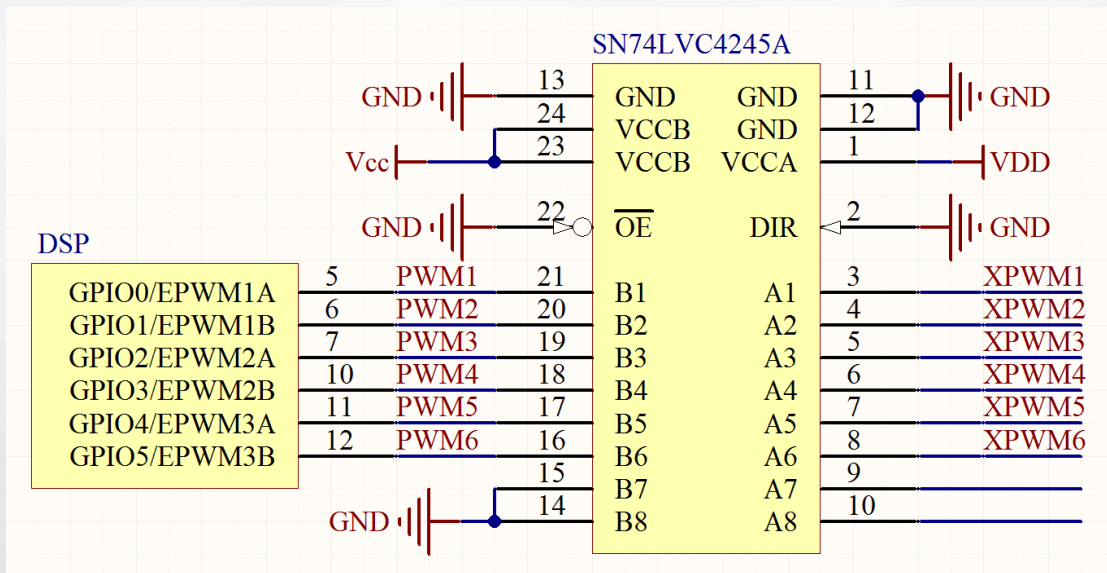 SN74LVC4245A
GND 13 GND GND 11 GND
24 VCCB GND 12
Vcc 23 VCCB VCCA 1 VDD
GND 22 OE DIR 2 GND
DSP
GPIO0/EPWM1A 5 PWM1 21 B1 A1 3 XPWM1
GPIO1/EPWM1B 6 PWM2 20 B2 A2 4 XPWM2
GPIO2/EPWM2A 7 PWM3 19 B3 A3 5 XPWM3
GPIO3/EPWM2B 10 PWM4 18 B4 A4 6 XPWM4
GPIO4/EPWM3A 11 PWM5 17 B5 A5 7 XPWM5
GPIO5/EPWM3B 12 PWM6 16 B6 A6 8 XPWM6
15 B7 A7 9
GND 14 B8 A8 10